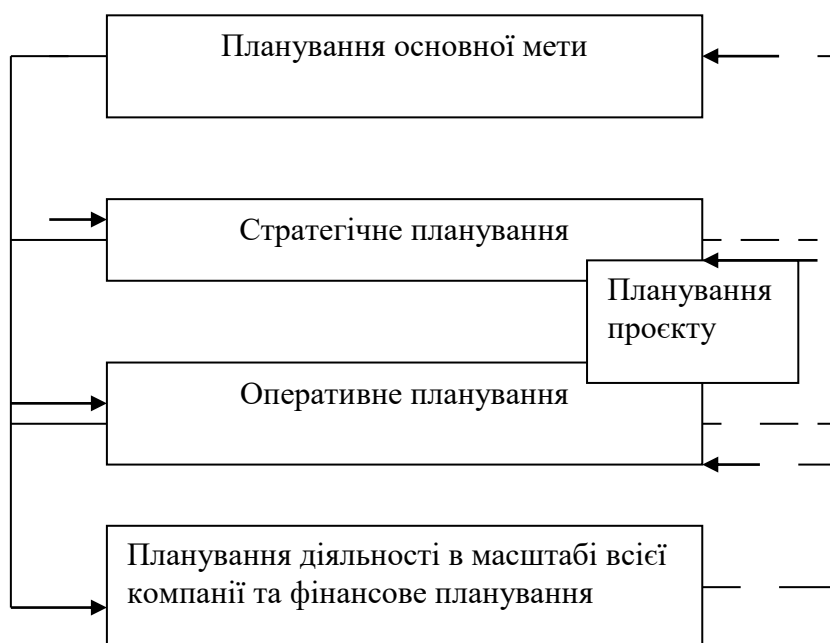 Планування основної мети
Стратегічне планування
Планування
проєкту
Оперативне планування
Планування діяльності в масштабі всієї
компанії та фінансове планування